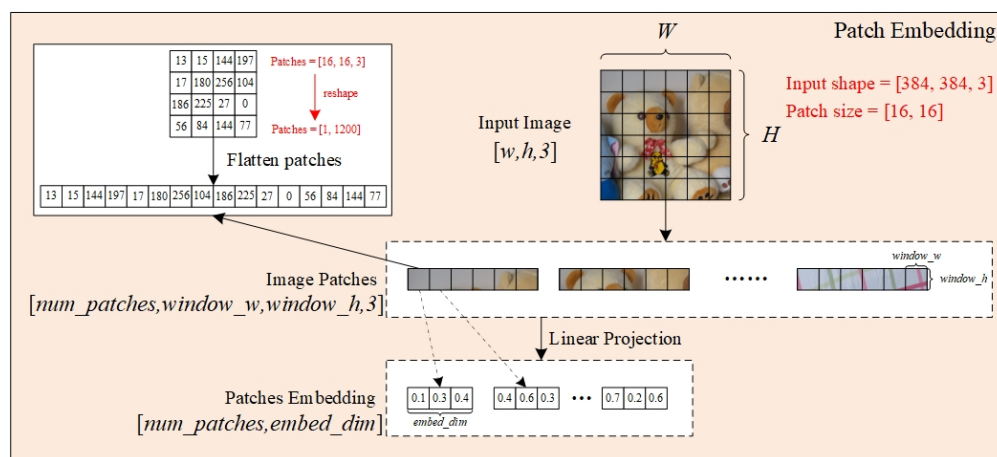 Patch Embedding
Input shape = [384, 384, 3]
Patch size = [16, 16]
W
H
Input Image
[w,h,3]
13 15 144 197
17 180 256 104
186 225 27 0
56 84 144 77
Patches = [16, 16, 3]
reshape
Patches = [1, 1200]
Flatten patches
13 15 144 197 17 180 256 104 186 225 27 0 56 84 144 77
Image Patches
[num_patches,window_w,window_h,3]
......
window_w
window_h
Linear Projection
Patches Embedding
[num_patches,embed_dim]
0.1 0.3 0.4
0.4 0.6 0.3
...
0.7 0.2 0.6
embed_dim